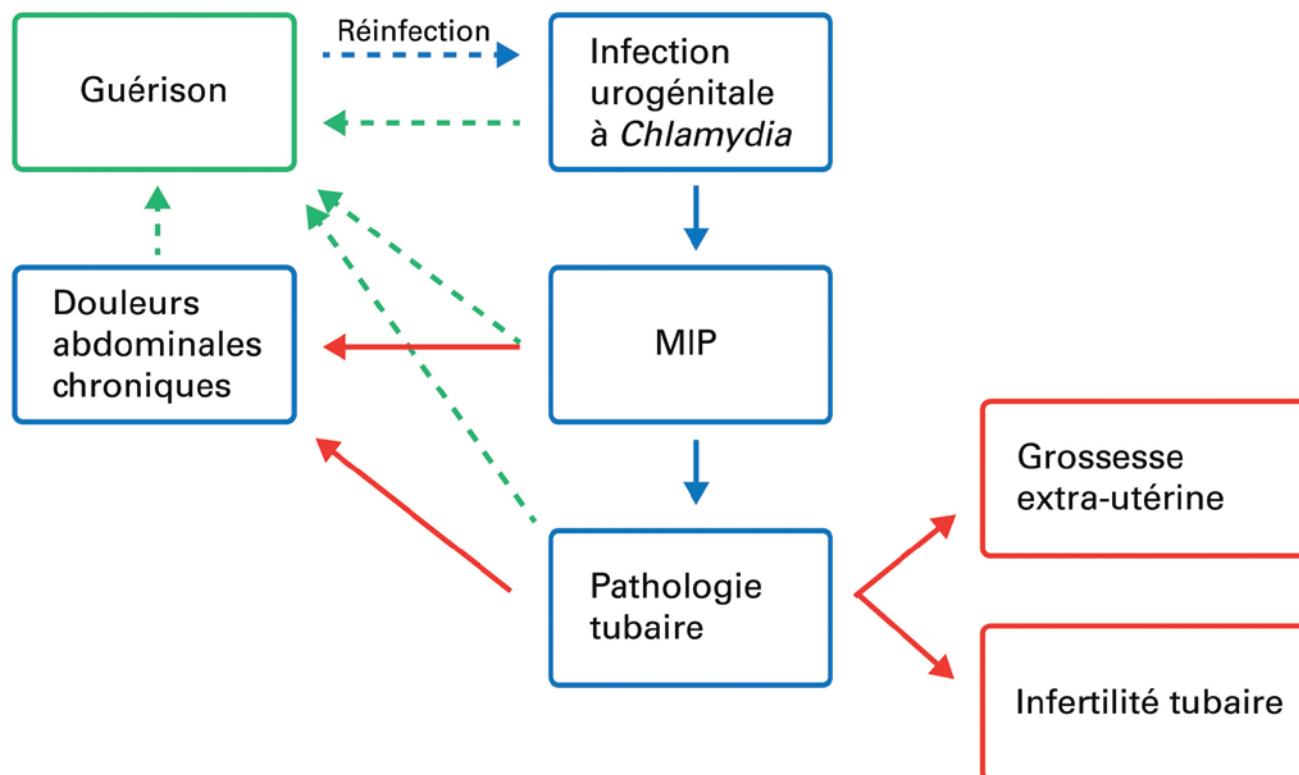 Guérison
Réinfection
Infection
urogénitale
à Chlamydia
Douleurs
abdominales
chroniques
MIP
Pathologie
tubaire
Grossesse
extra-utérine
Infertilité tubaire